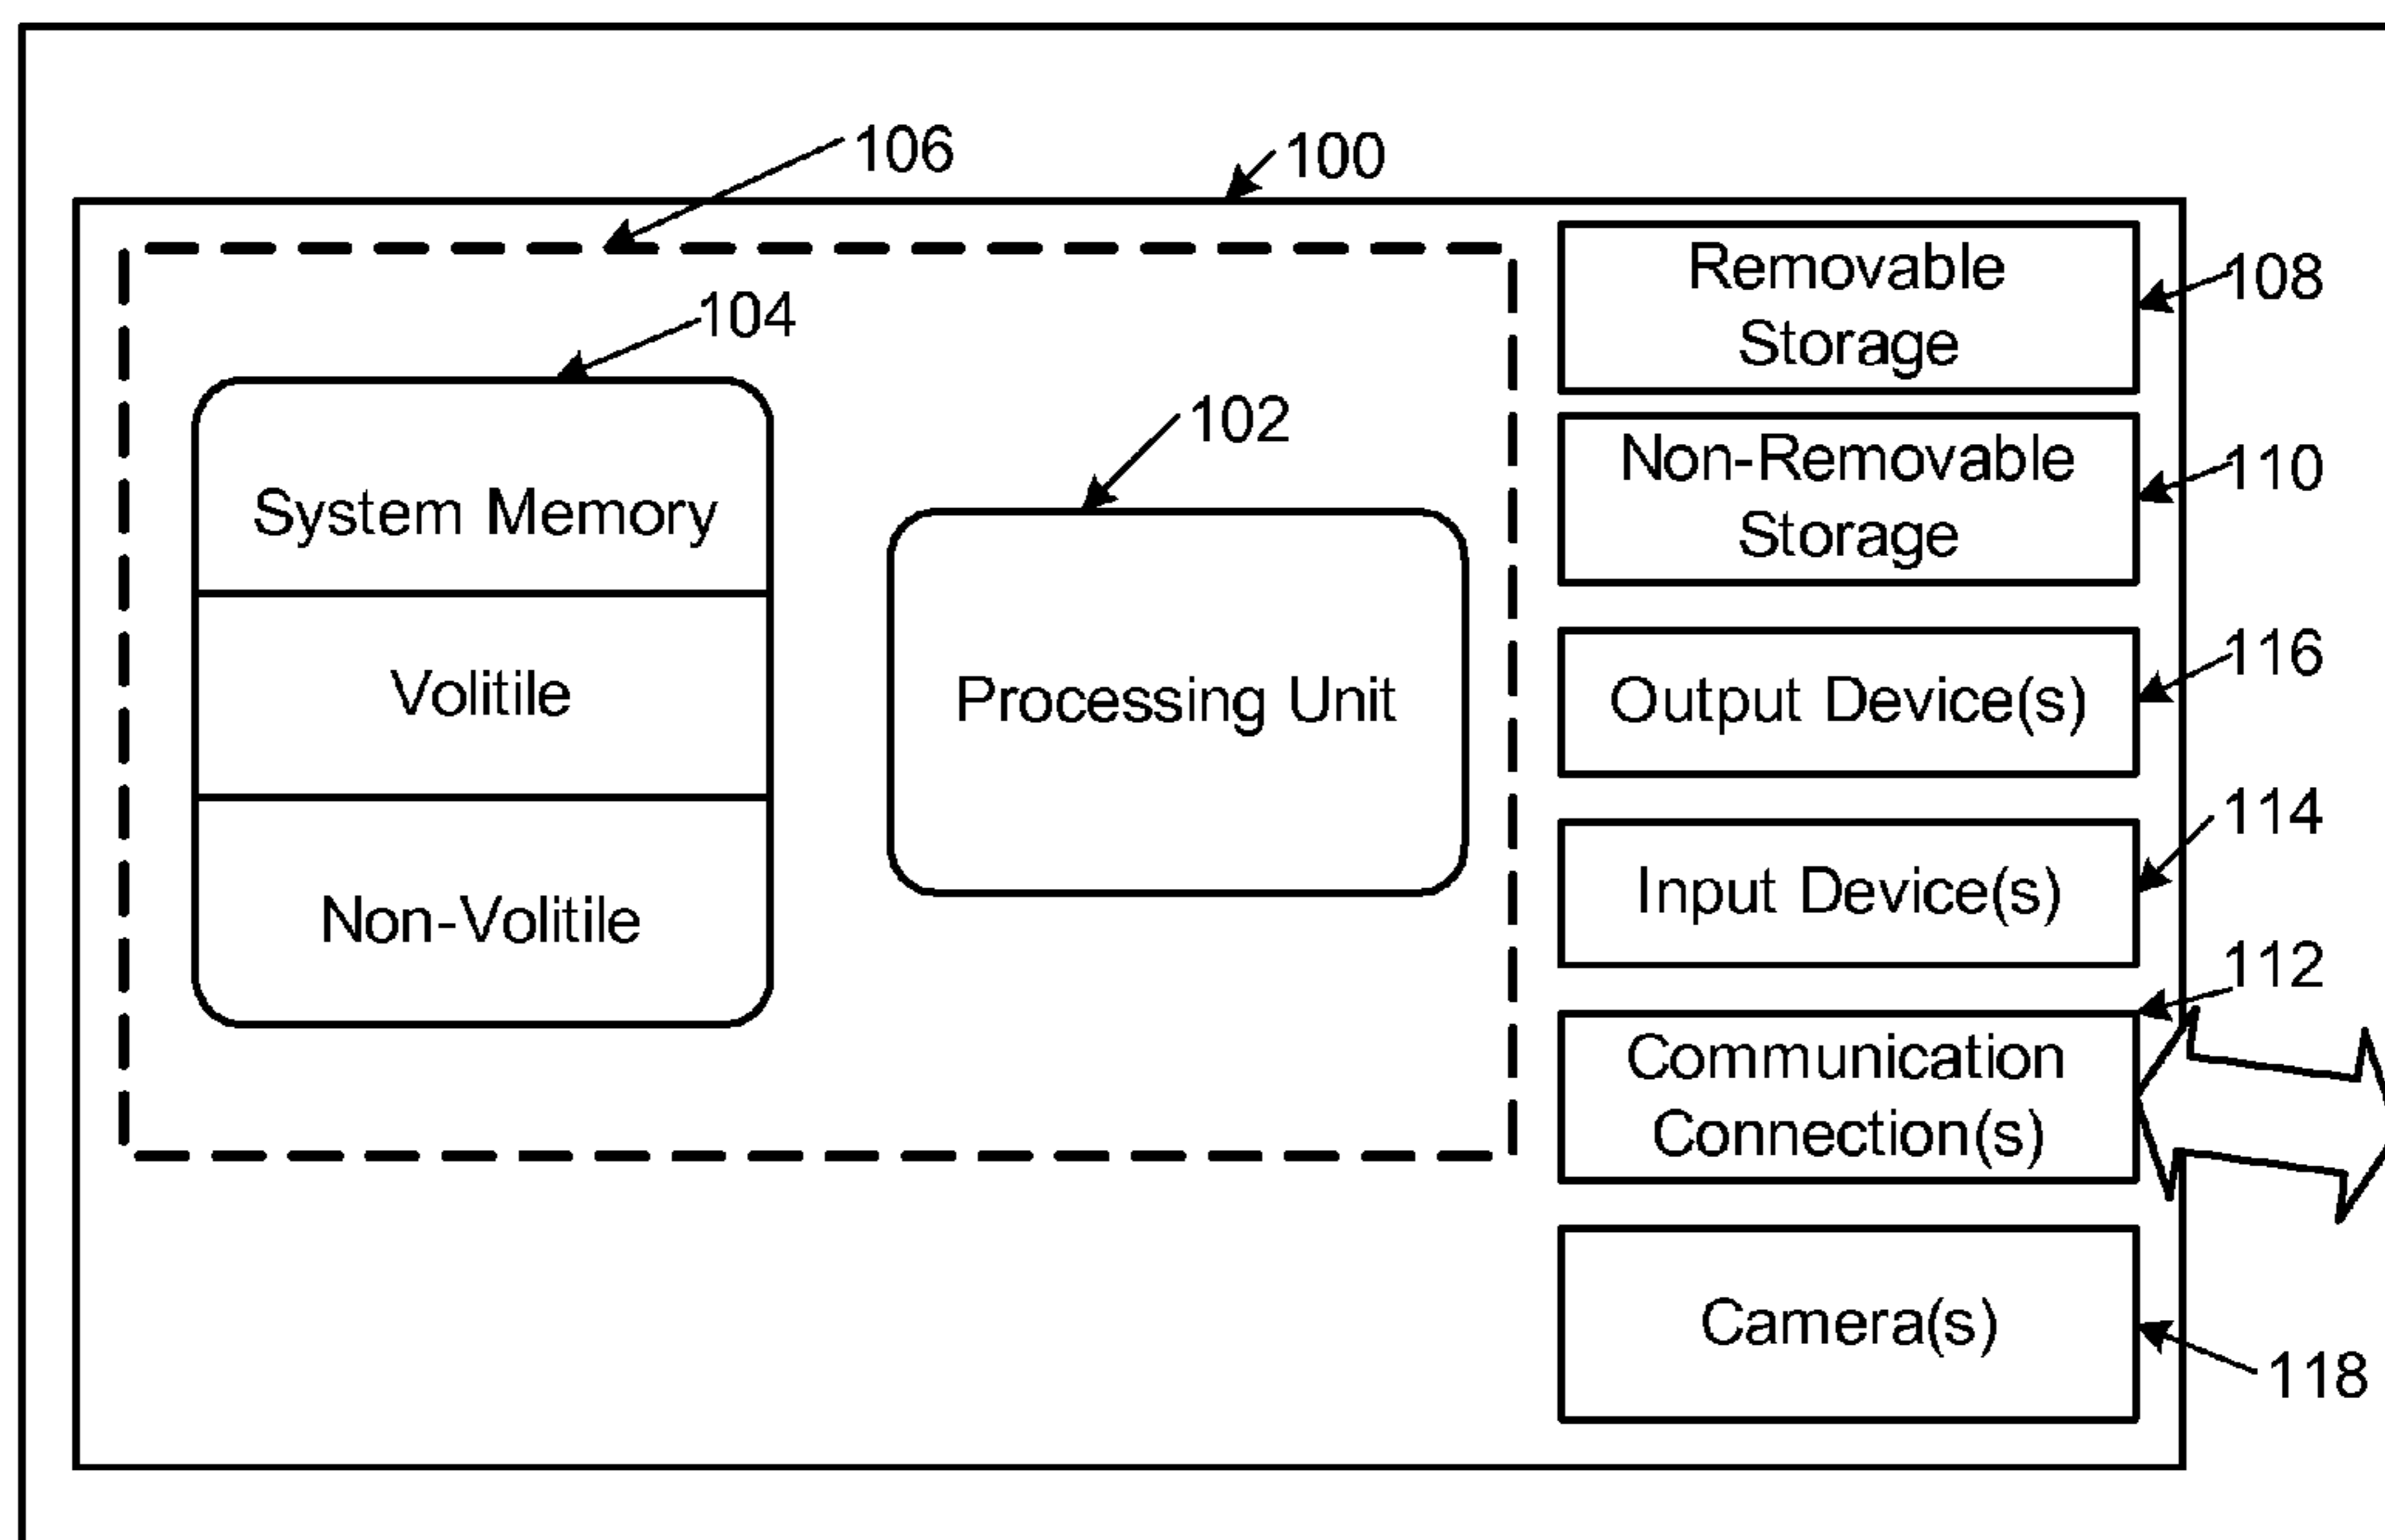 106
100
Removable
Storage
108
104
Non-Removable
Storage
110
102
System Memory
Volitile
Non-Volitile
Processing Unit
Output Device(s)
116
Input Device(s)
114
112
Communication
Connection(s)
Camera(s)
118